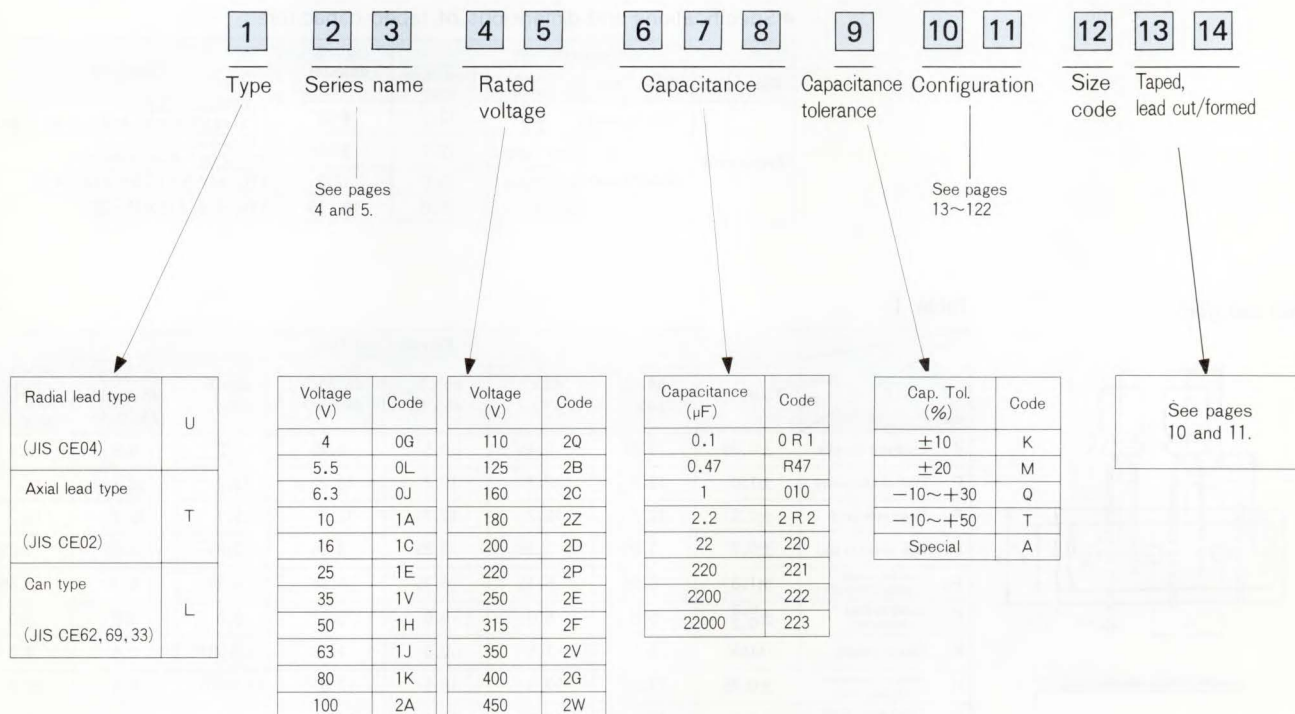 1 2 3 4 5 6 7 8 9 10 11 12 13 14
Type Series name Rated voltage Capacitance Capacitance tolerance Configuration Size code Taped, lead cut/formed
See pages
4 and 5.
See pages
13~122
Radial lead type
(JIS CE04)
U
Axial lead type
(JIS CE02)
T
Can type
(JIS CE62, 69, 33)
L
Voltage (V) Code Voltage (V) Code
4 0G 110 2Q
5.5 0L 125 2B
6.3 0J 160 2C
10 1A 180 2Z
16 1C 200 2D
25 1E 220 2P
35 1V 250 2E
50 1H 315 2F
63 1J 350 2V
80 1K 400 2G
100 2A 450 2W
Capacitance (μF) Code
0.1 0R1
0.47 R47
1 010
2.2 2R2
22 220
220 221
2200 222
22000 223
Cap. Tol. (%) Code
±10 K
±20 M
−10~+30 Q
−10~+50 T
Special A
See pages
10 and 11.